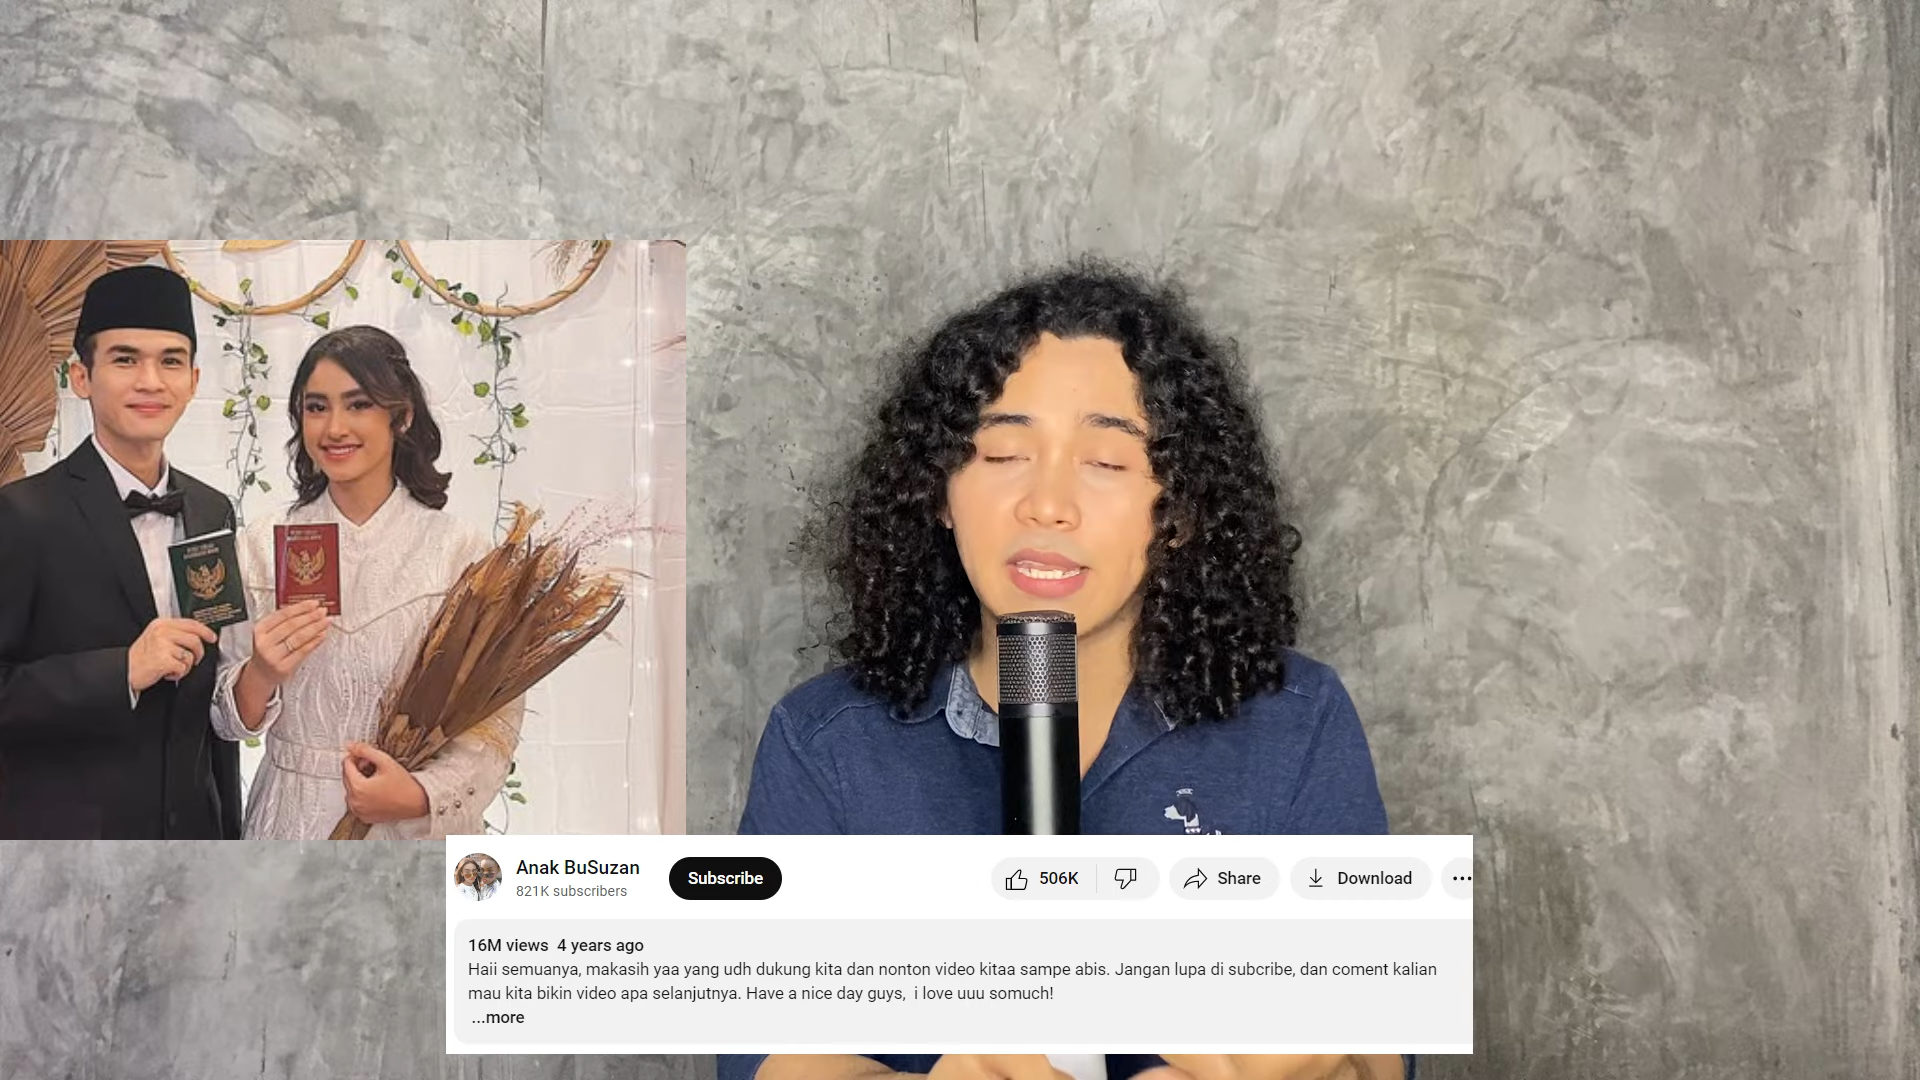 Anak BuSuzan
821K subscribers
Subscribe
506K
Share
Download
16M views 4 years ago
Haii semuanya, makasih yaa yang udh dukung kita dan nonton video kitaa sampe abis. Jangan lupa di subcribe, dan coment kalian
mau kita bikin video apa selanjutnya. Have a nice day guys, i love uuu somuch!
...more